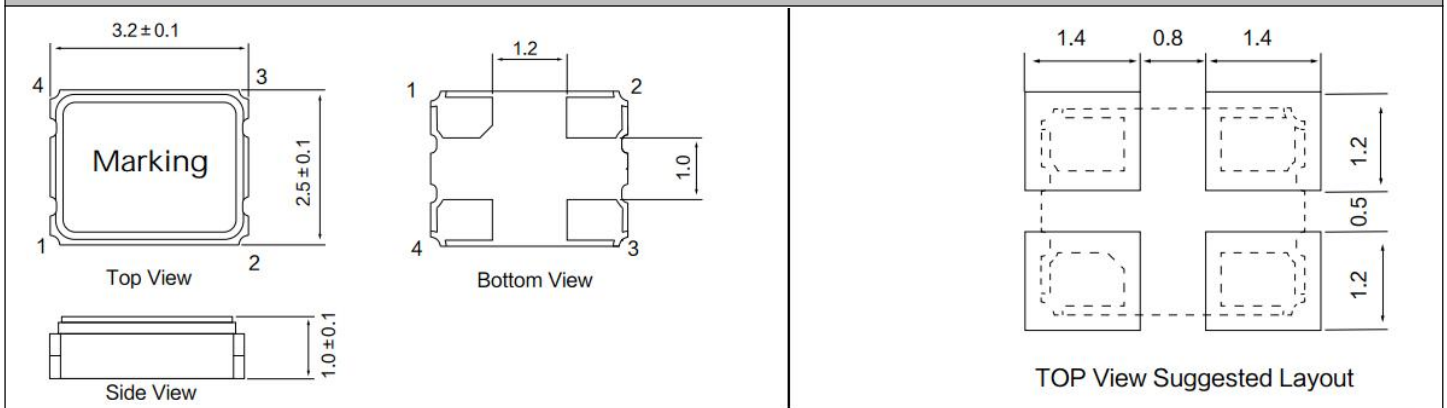 3.2 ± 0.1
4
3
Marking
2.5 ± 0.1
1
2
Top View
1.0 ± 0.1
Side View
1.2
1
2
1.0
4
3
Bottom View
1.4
0.8
1.4
1.2
0.5
1.2
TOP View Suggested Layout